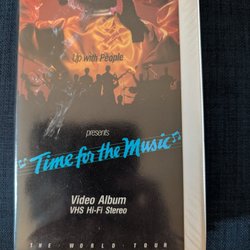 Up with People
presents
Time for the Music
Video Album
VHS Hi-Fi Stereo
THE WORLD TOUR